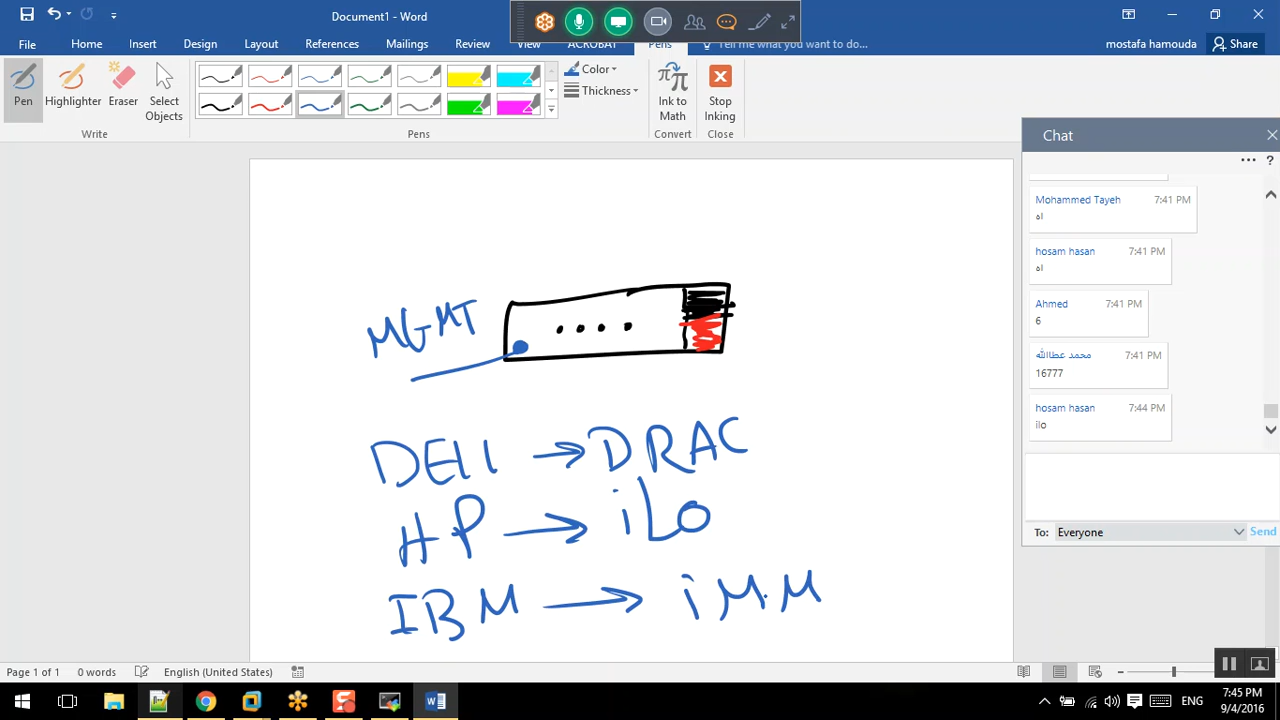 Document1 - Word
File Home Insert Design Layout References Mailings Review View ACROBAT Pens Tell me what you want to do... mostafa hamouda Share
Pen Highlighter Eraser Select Objects
Color
Thickness
Ink to Math
Stop Inking
Write Pens Convert Close
MGMT
DELL → DRAC
HP → iLO
IBM → iMM
Chat
Mohammed Tayeh 7:41 PM
اه
hosam hasan 7:41 PM
اه
Ahmed 7:41 PM
6
محمد عطاالله 7:41 PM
16777
hosam hasan 7:44 PM
ilo
To: Everyone Send
Page 1 of 1 0 words English (United States)
ENG 7:45 PM
9/4/2016